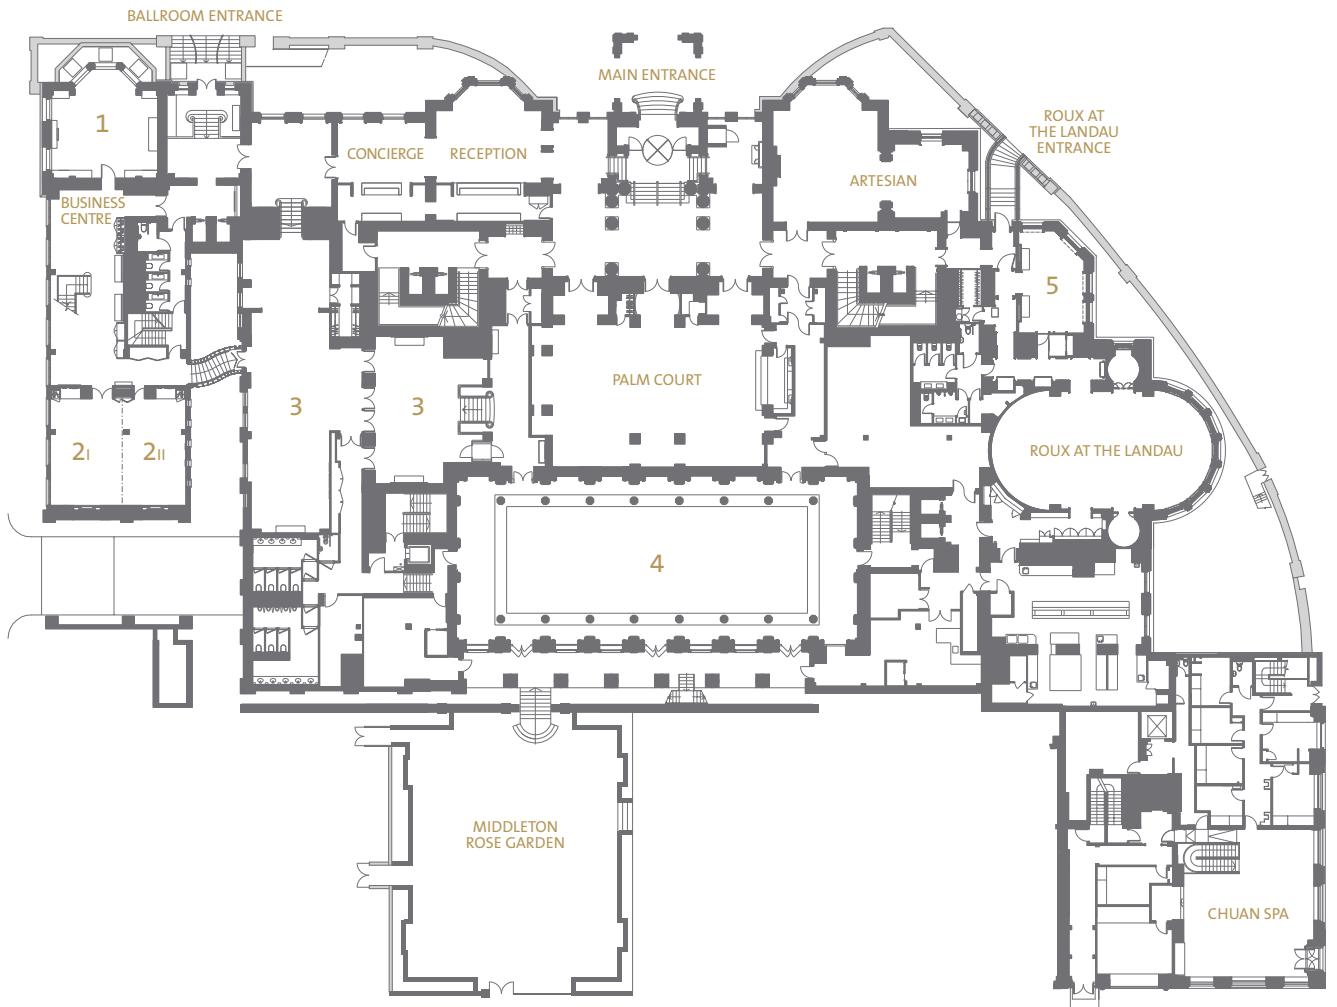 BALLROOM ENTRANCE
MAIN ENTRANCE
ROUX AT
THE LANDAU
ENTRANCE
1
CONCIERGE
RECEPTION
ARTESIAN
BUSINESS
CENTRE
5
PALM COURT
3
3
2I
2II
ROUX AT THE LANDAU
4
MIDDLETON
ROSE GARDEN
CHUAN SPA